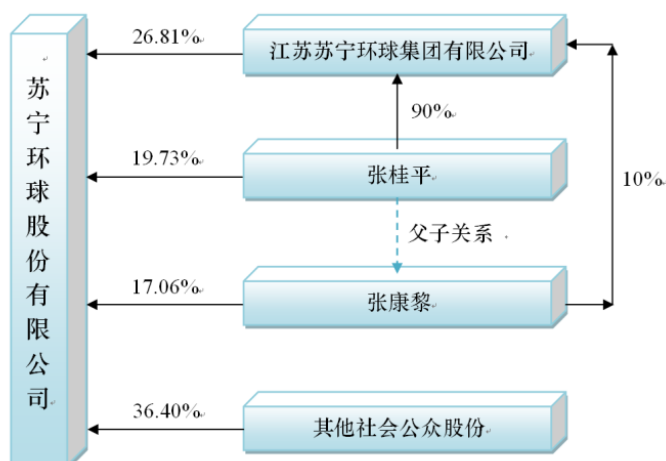 苏宁环球股份有限公司
26.81%
江苏苏宁环球集团有限公司
90%
19.73%
张桂平
10%
父子关系
17.06%
张康黎
36.40%
其他社会公众股份